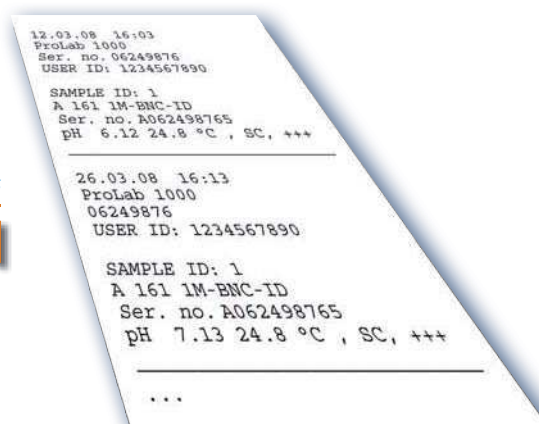 12.03.08 16:03
ProLab 1000
Ser. no. 06249876
USER ID: 1234567890
SAMPLE ID: 1
A 161 1M-BNC-ID
Ser. no. A062498765
pH 6.12 24.8 °C , SC, +++
26.03.08 16:13
ProLab 1000
06249876
USER ID: 1234567890
SAMPLE ID: 1
A 161 1M-BNC-ID
Ser. no. A062498765
pH 7.13 24.8 °C , SC, +++
...